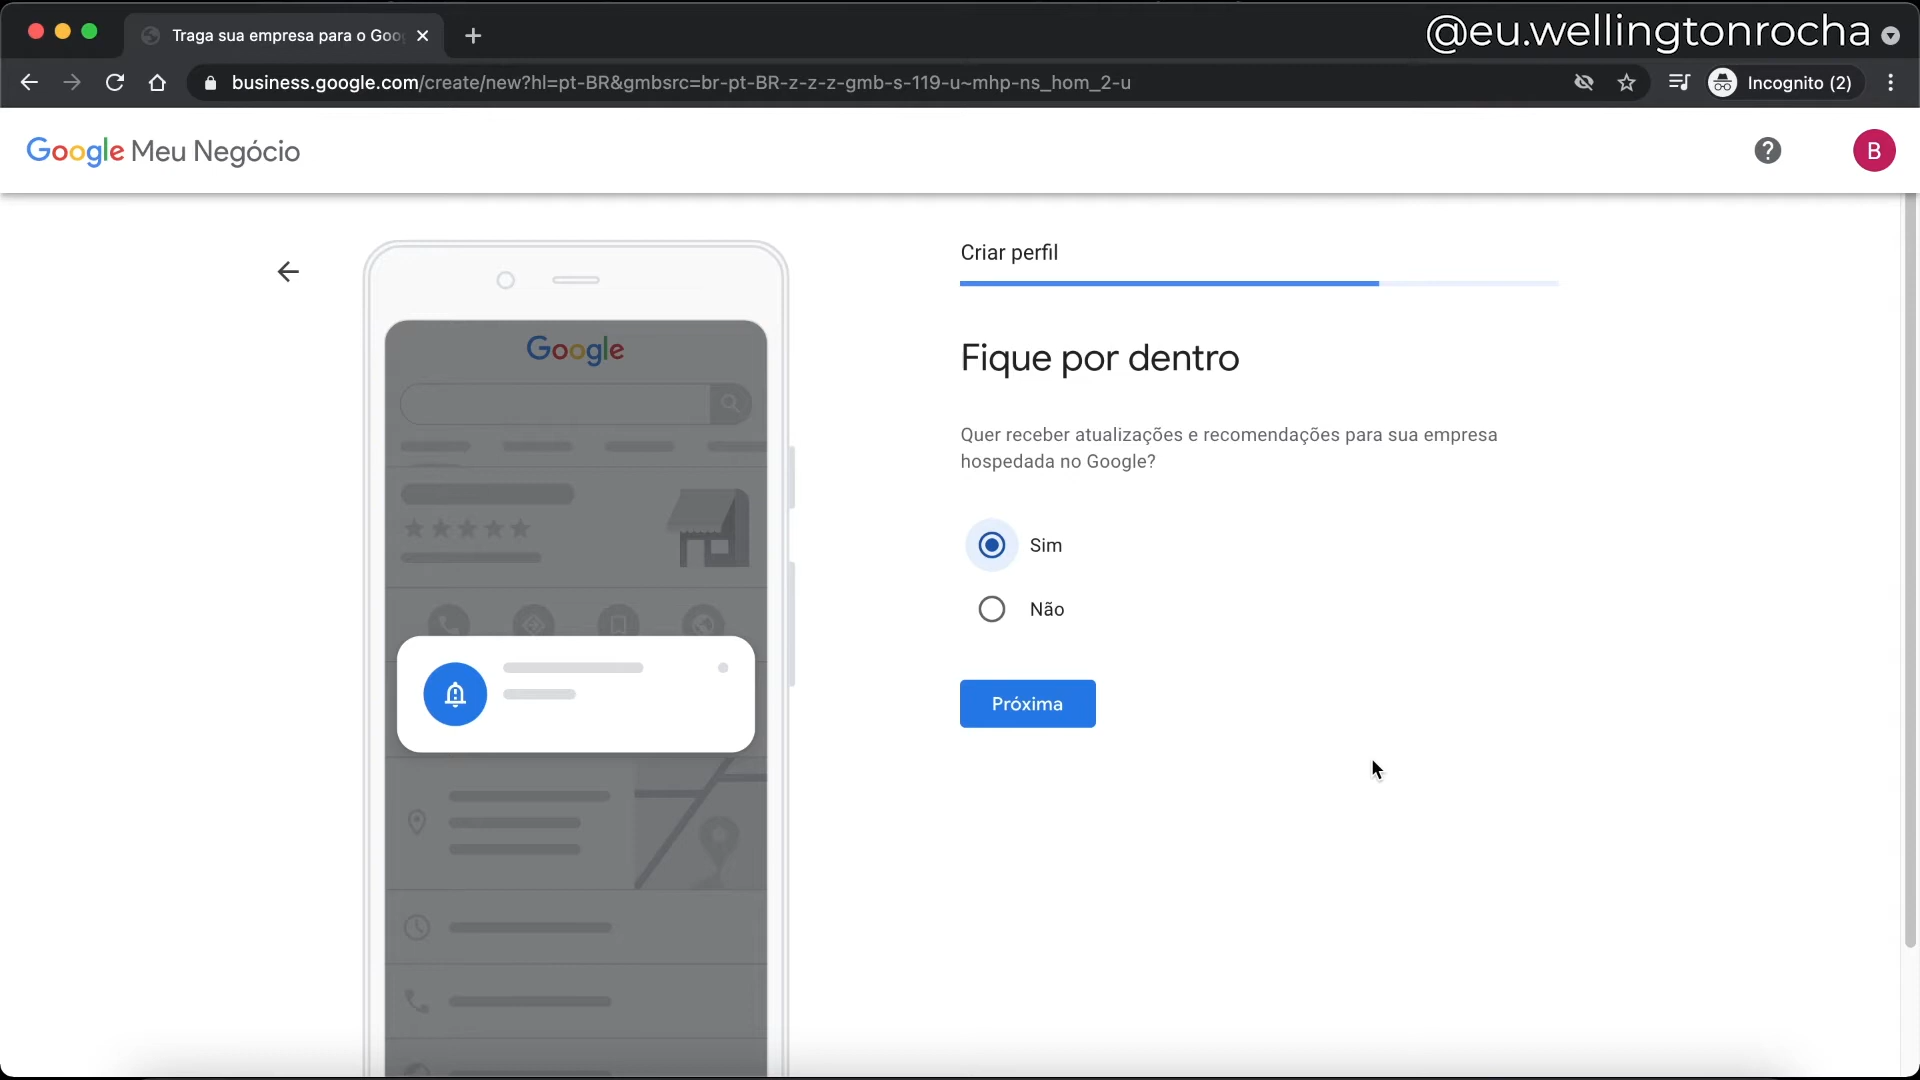 @eu.wellingtonrocha
Traga sua empresa para o Goo
business.google.com/create/new?hl=pt-BR&gmbsrc=br-pt-BR-z-z-z-gmb-s-119-u~mhp-ns_hom_2-u
Incognito (2)
Google Meu Negócio
B
Criar perfil
Google
Fique por dentro
Quer receber atualizações e recomendações para sua empresa
hospedada no Google?
Sim
Não
Próxima